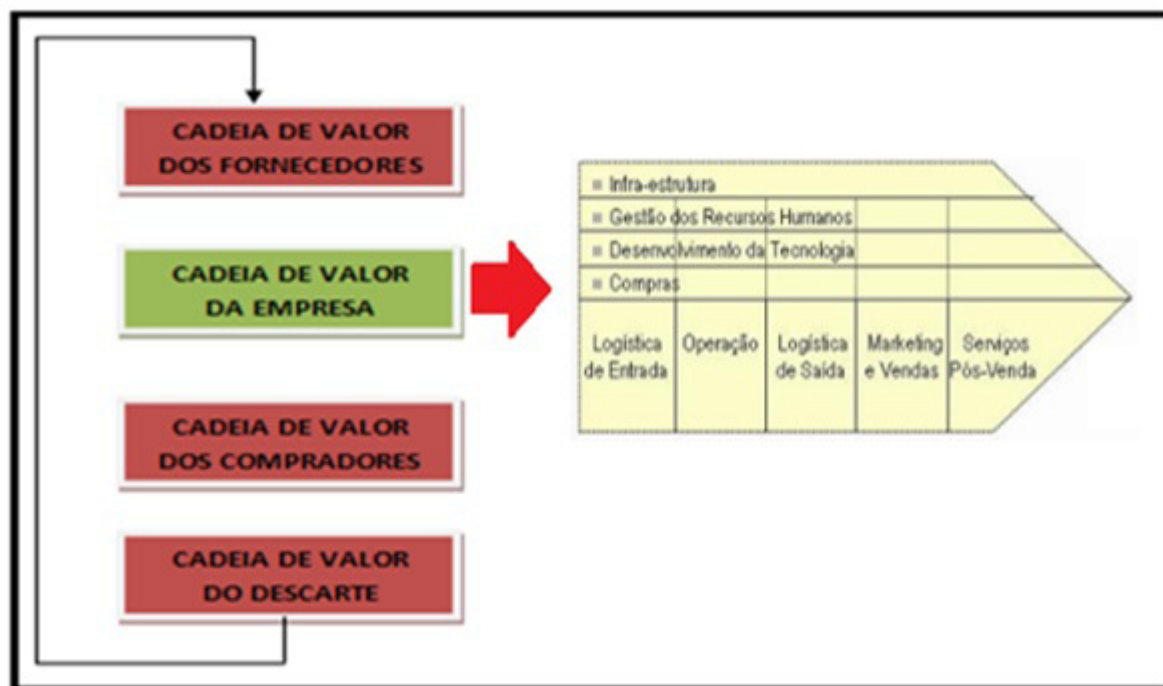 CADEIA DE VALOR
DOS FORNECEDORES
CADEIA DE VALOR
DA EMPRESA
CADEIA DE VALOR
DOS COMPRADORES
CADEIA DE VALOR
DO DESCARTE
Infra-estrutura
Gestão dos Recursos Humanos
Desenvolvimento da Tecnologia
Compras
Logística
de Entrada
Operação
Logística
de Saída
Marketing
e Vendas
Serviços
Pós-Venda